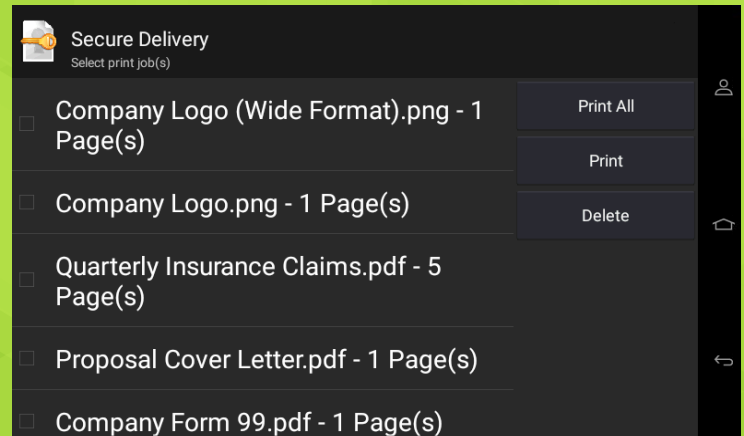 Secure Delivery
Select print job(s)
Company Logo (Wide Format).png - 1
Page(s)
Company Logo.png - 1 Page(s)
Quarterly Insurance Claims.pdf - 5
Page(s)
Proposal Cover Letter.pdf - 1 Page(s)
Company Form 99.pdf - 1 Page(s)
Print All
Print
Delete